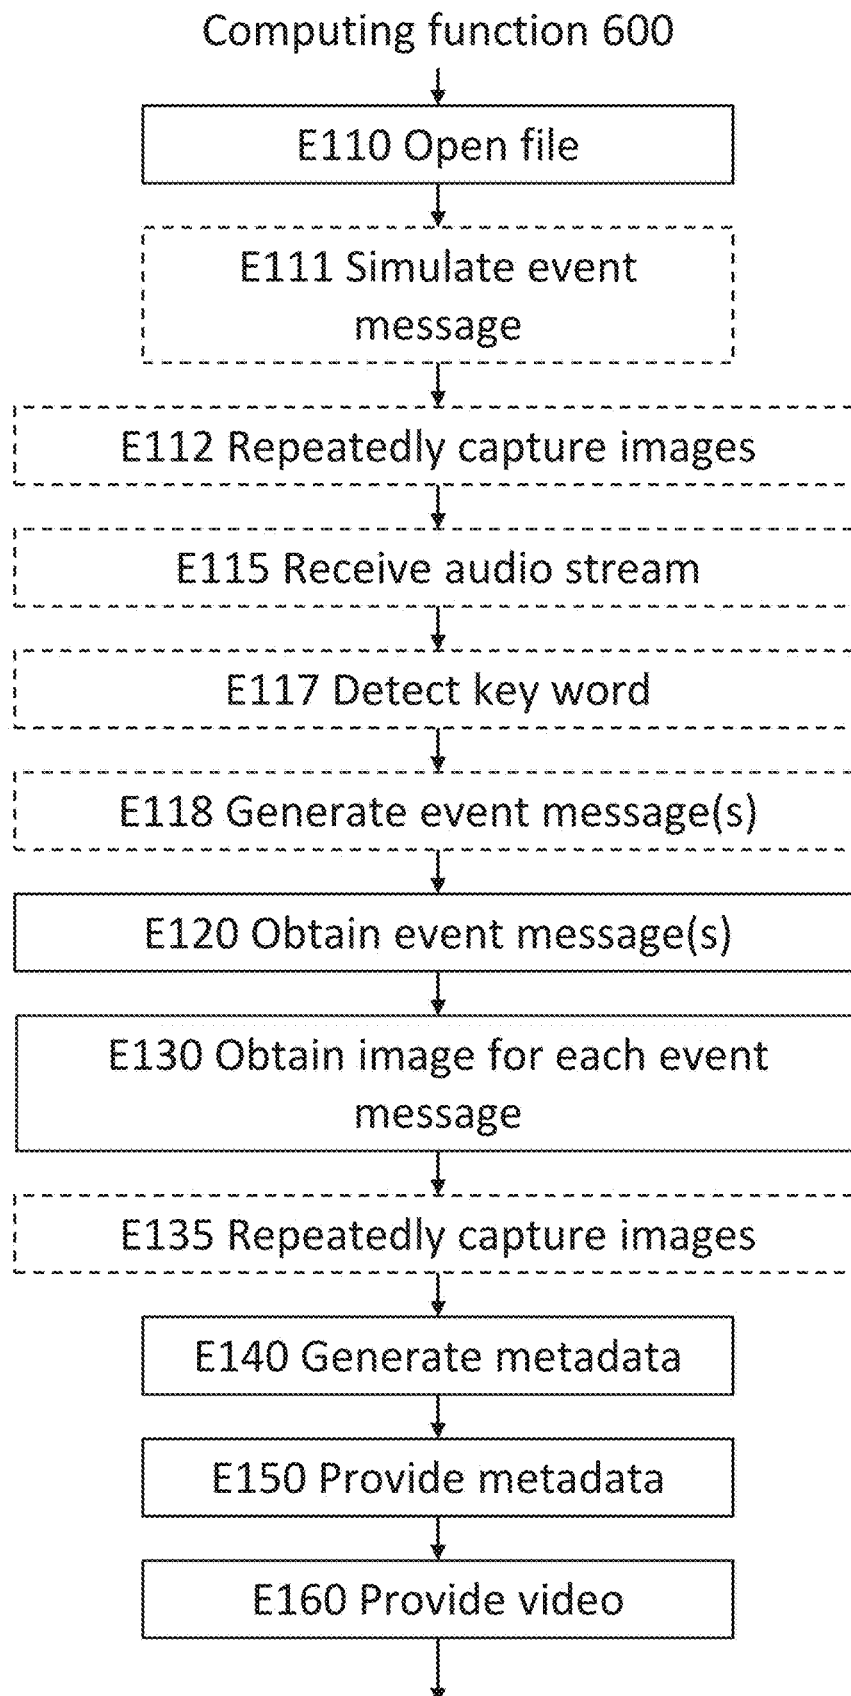 Computing function 600
E110 Open file
E111 Simulate event
message
E112 Repeatedly capture images
E115 Receive audio stream
E117 Detect key word
E118 Generate event message(s)
E120 Obtain event message(s)
E130 Obtain image for each event
message
E135 Repeatedly capture images
E140 Generate metadata
E150 Provide metadata
E160 Provide video